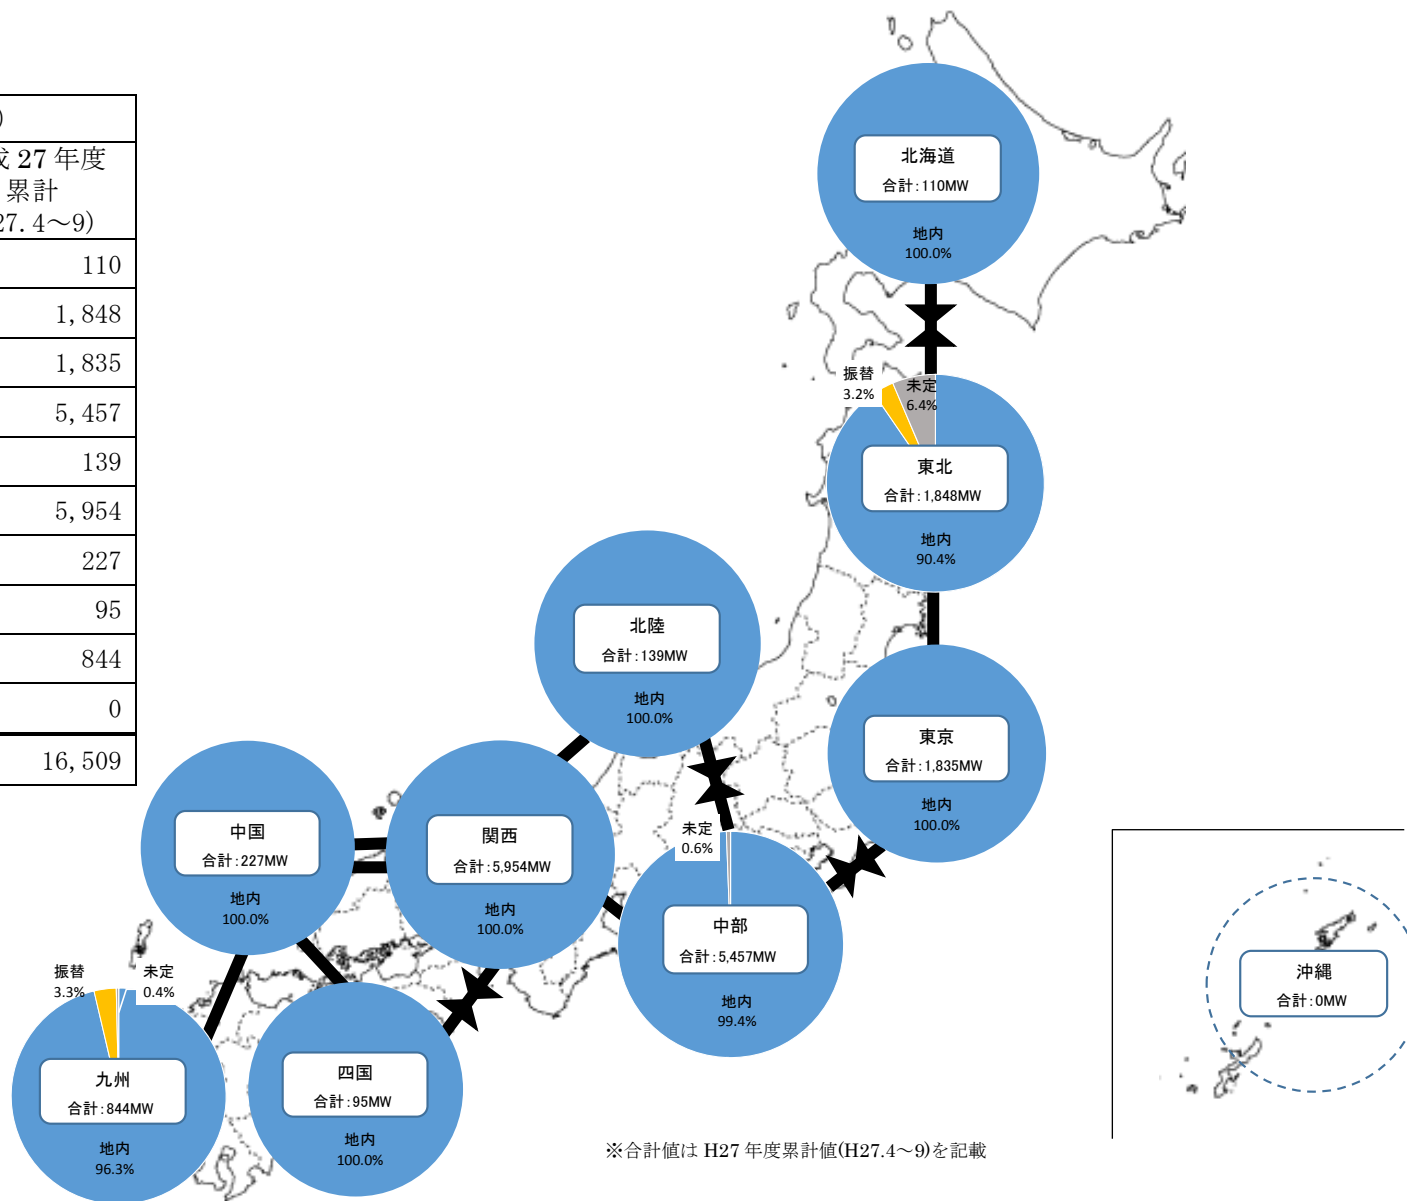 )
成 27 年度
累計
27. 4～9)
110
1, 848
1, 835
5, 457
139
5, 954
227
95
844
0
16, 509
北海道
合計:110MW
地内
100.0%
振替
3.2%
未定
6.4%
東北
合計:1,848MW
地内
90.4%
北陸
合計:139MW
地内
100.0%
東京
合計:1,835MW
地内
100.0%
中国
合計:227MW
地内
100.0%
関西
合計:5,954MW
地内
100.0%
未定
0.6%
中部
合計:5,457MW
地内
99.4%
振替
3.3%
未定
0.4%
九州
合計:844MW
地内
96.3%
四国
合計:95MW
地内
100.0%
沖縄
合計:0MW
※合計値は H27 年度累計値(H27.4～9)を記載